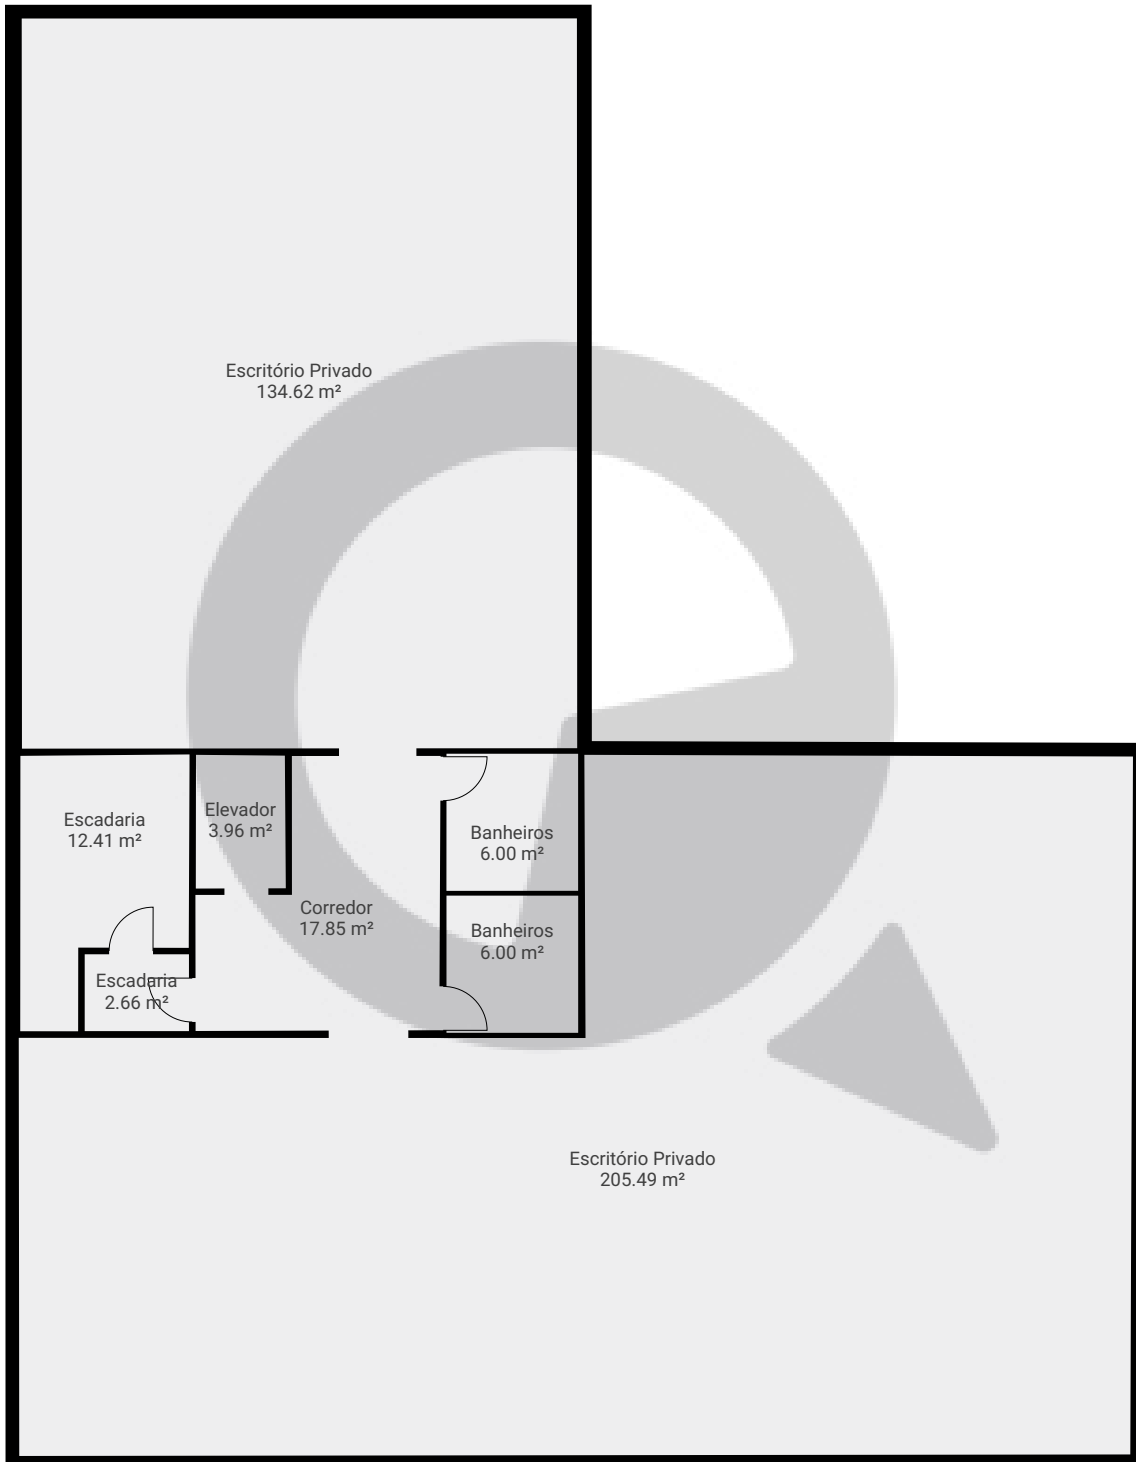 Escritório Privado
134.62 m²
Escadaria
12.41 m²
Elevador
3.96 m²
Banheiros
6.00 m²
Corredor
17.85 m²
Banheiros
6.00 m²
Escadaria
2.66 m²
Escritório Privado
205.49 m²